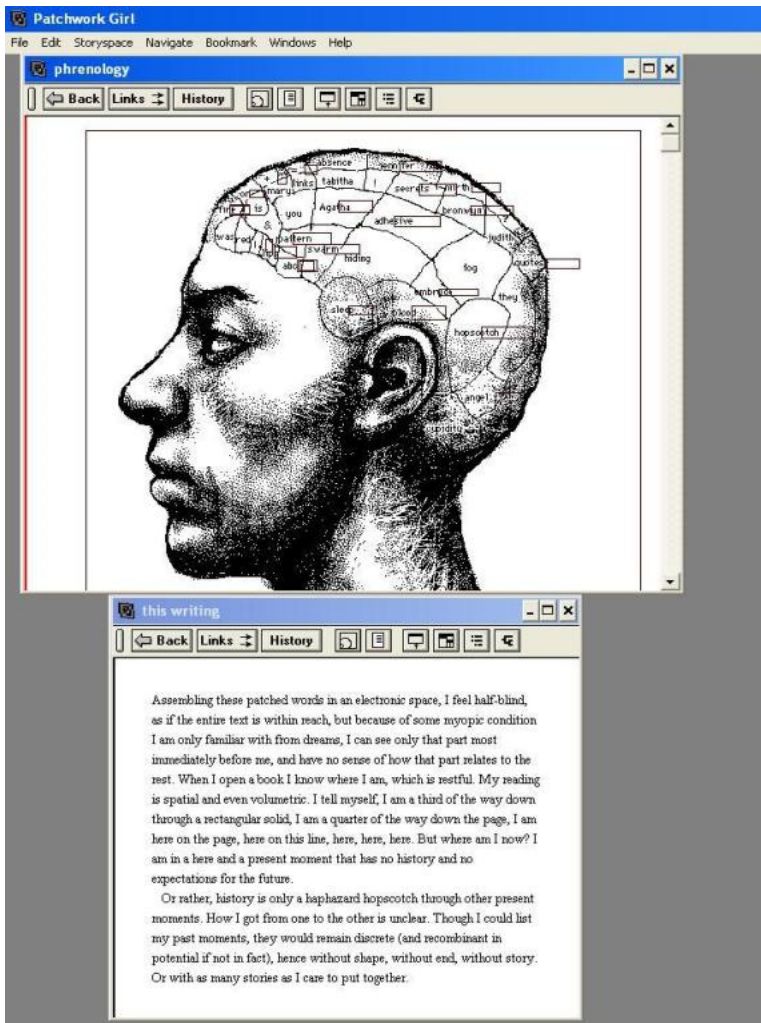 Patchwork Girl
File Edit Storyspace Navigate Bookmark Windows Help
phrenology
Back Links History
absence jennifer
links tabitha ! secrets
mary
is you Agatha bronwyn ?
& adhesive
was red pattern judith
swarm hiding quotes
fog
embrace they
sleep blood
hopscotch
angel
cupidity
this writing
Back Links History
Assembling these patched words in an electronic space, I feel half-blind,
as if the entire text is within reach, but because of some myopic condition
I am only familiar with from dreams, I can see only that part most
immediately before me, and have no sense of how that part relates to the
rest. When I open a book I know where I am, which is restful. My reading
is spatial and even volumetric. I tell myself, I am a third of the way down
through a rectangular solid, I am a quarter of the way down the page, I am
here on the page, here on this line, here, here, here. But where am I now? I
am in a here and a present moment that has no history and no
expectations for the future.
Or rather, history is only a haphazard hopscotch through other present
moments. How I got from one to the other is unclear. Though I could list
my past moments, they would remain discrete (and recombinant in
potential if not in fact), hence without shape, without end, without story.
Or with as many stories as I care to put together.